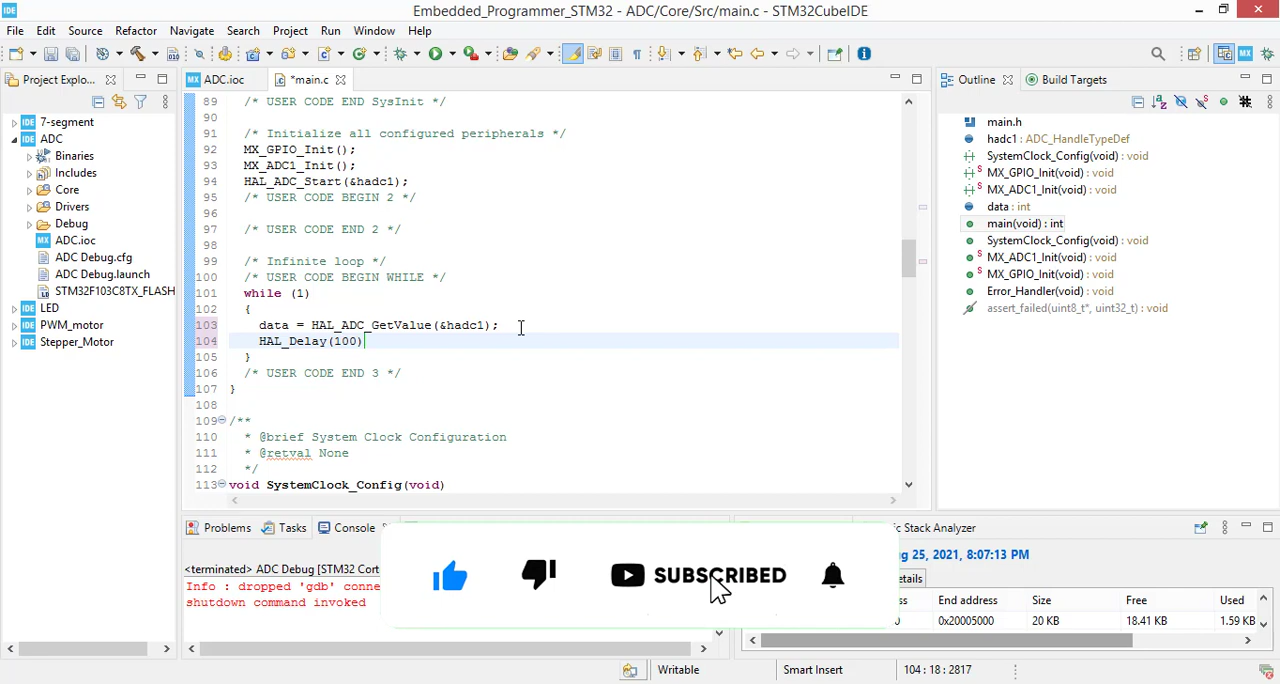 Embedded_Programmer_STM32 - ADC/Core/Src/main.c - STM32CubeIDE
File Edit Source Refactor Navigate Search Project Run Window Help
Project Explo...
ADC.ioc
*main.c
Outline
Build Targets
7-segment
ADC
Binaries
Includes
Core
Drivers
Debug
ADC.ioc
ADC Debug.cfg
ADC Debug.launch
STM32F103C8TX_FLASH
LED
PWM_motor
Stepper_Motor
89 /* USER CODE END SysInit */
90
91 /* Initialize all configured peripherals */
92 MX_GPIO_Init();
93 MX_ADC1_Init();
94 HAL_ADC_Start(&hadc1);
95 /* USER CODE BEGIN 2 */
96
97 /* USER CODE END 2 */
98
99 /* Infinite loop */
100 /* USER CODE BEGIN WHILE */
101 while (1)
102 {
103 data = HAL_ADC_GetValue(&hadc1);
104 HAL_Delay(100)
105 }
106 /* USER CODE END 3 */
107 }
108
109 /**
110 * @brief System Clock Configuration
111 * @retval None
112 */
113 void SystemClock_Config(void)
main.h
hadc1 : ADC_HandleTypeDef
SystemClock_Config(void) : void
MX_GPIO_Init(void) : void
MX_ADC1_Init(void) : void
data : int
main(void) : int
SystemClock_Config(void) : void
MX_ADC1_Init(void) : void
MX_GPIO_Init(void) : void
Error_Handler(void) : void
assert_failed(uint8_t*, uint32_t) : void
Problems Tasks Console
<terminated> ADC Debug [STM32 Cort
Info : dropped 'gdb' conne
shutdown command invoked
SUBSCRIBED
c Stack Analyzer
ug 25, 2021, 8:07:13 PM
etails
ss End address Size Free Used
0 0x20005000 20 KB 18.41 KB 1.59 KB
Writable Smart Insert 104 : 18 : 2817